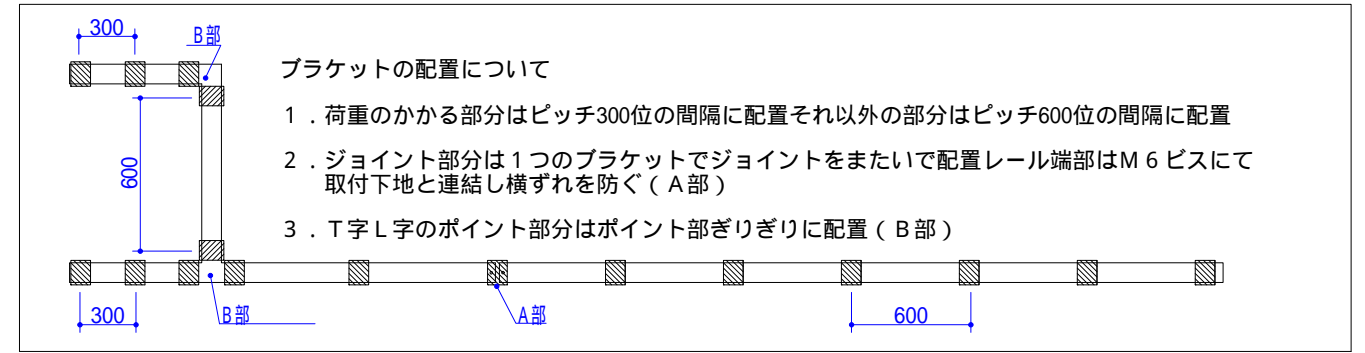 300
B部
ブラケットの配置について
1．荷重のかかる部分はピッチ300位の間隔に配置それ以外の部分はピッチ600位の間隔に配置
2．ジョイント部分は1つのブラケットでジョイントをまたいで配置レール端部はM6ビスにて
取付下地と連結し横ずれを防ぐ（A部）
3．T字L字のポイント部分はポイント部ぎりぎりに配置（B部）
600
300
B部
A部
600